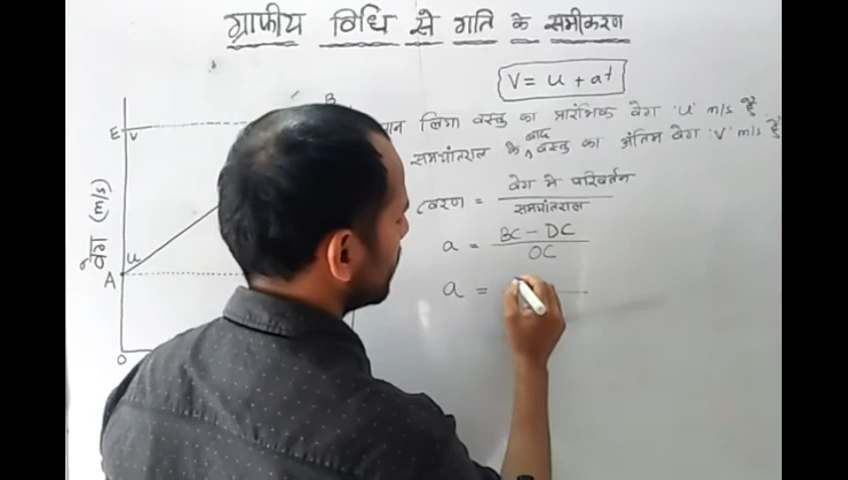 ग्राफीय विधि से गति के समीकरण
V = u + at
लिया वस्तु का प्रारंभिक वेग 'u' m/s है
समयांतराल के बाद वस्तु का अंतिम वेग 'v' m/s है
त्वरण = वेग में परिवर्तन / समयांतराल
a = BC - DC / OC
a =
E
V
B
वेग (m/s)
u
A
O